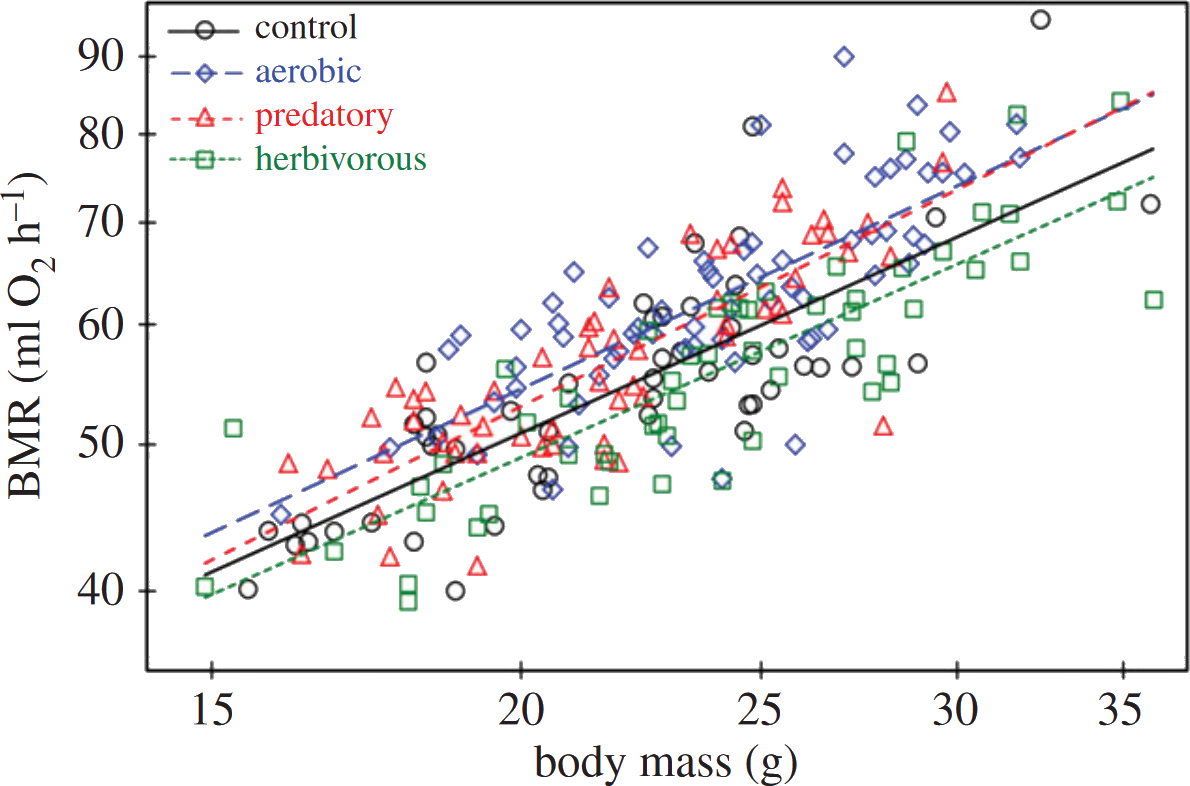 control
aerobic
predatory
herbivorous
90
80
70
60
50
40
BMR (ml O₂ h⁻¹)
15 20 25 30 35
body mass (g)